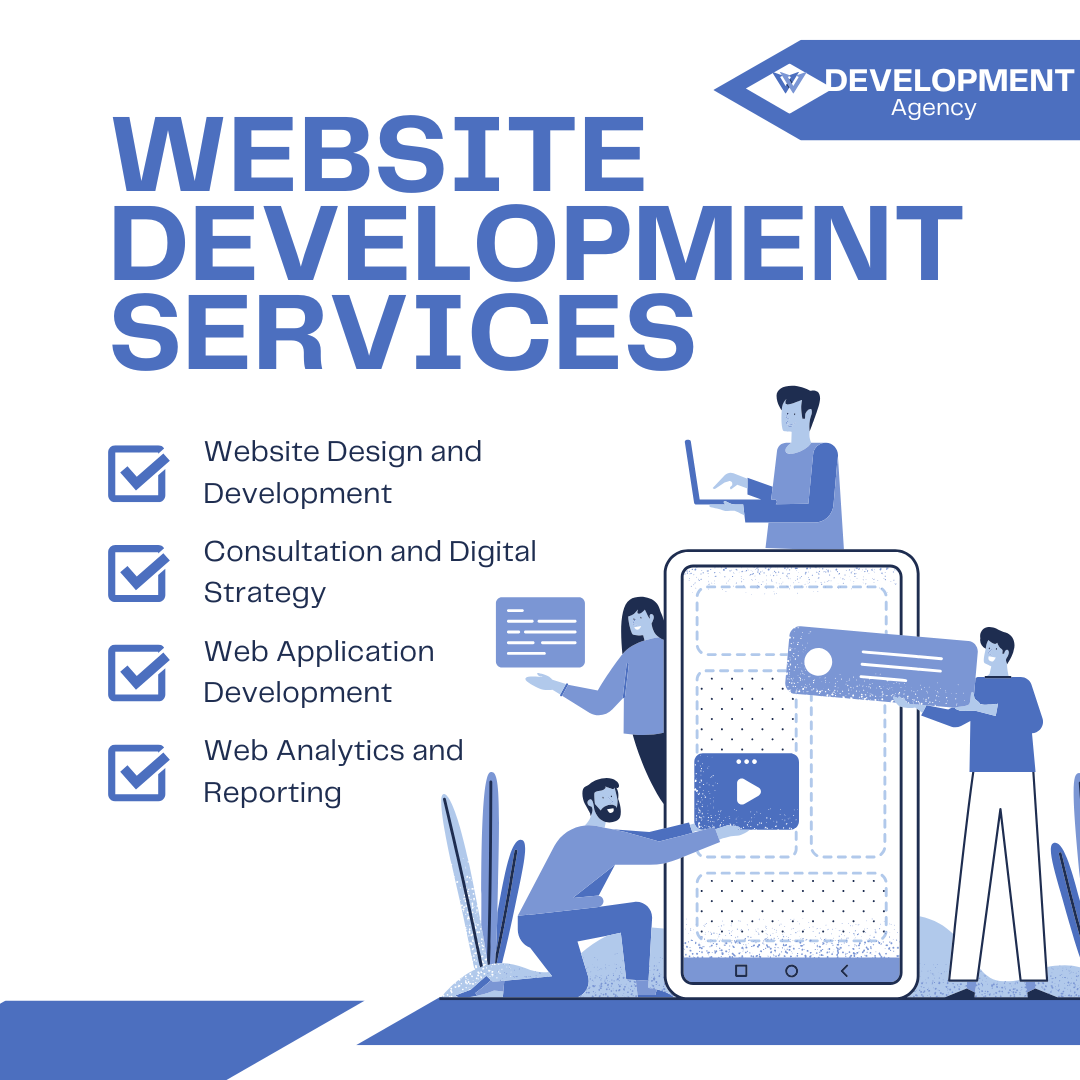 DEVELOPMENT
Agency
WEBSITE
DEVELOPMENT
SERVICES
Website Design and
Development
Consultation and Digital
Strategy
Web Application
Development
Web Analytics and
Reporting